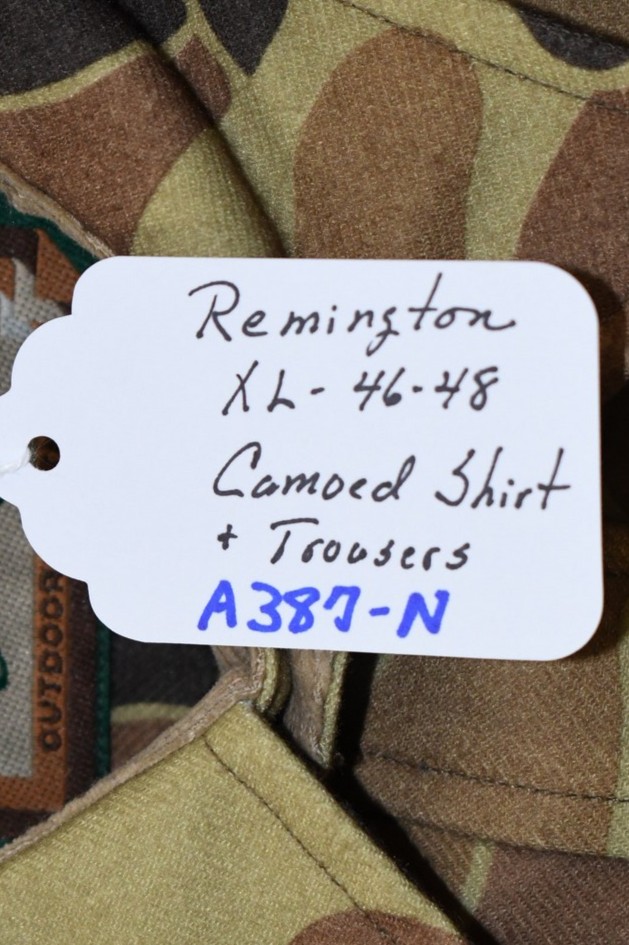 Remington
XL- 46-48
Camoed Shirt
+ Trousers
A387-N
OUTDOOR